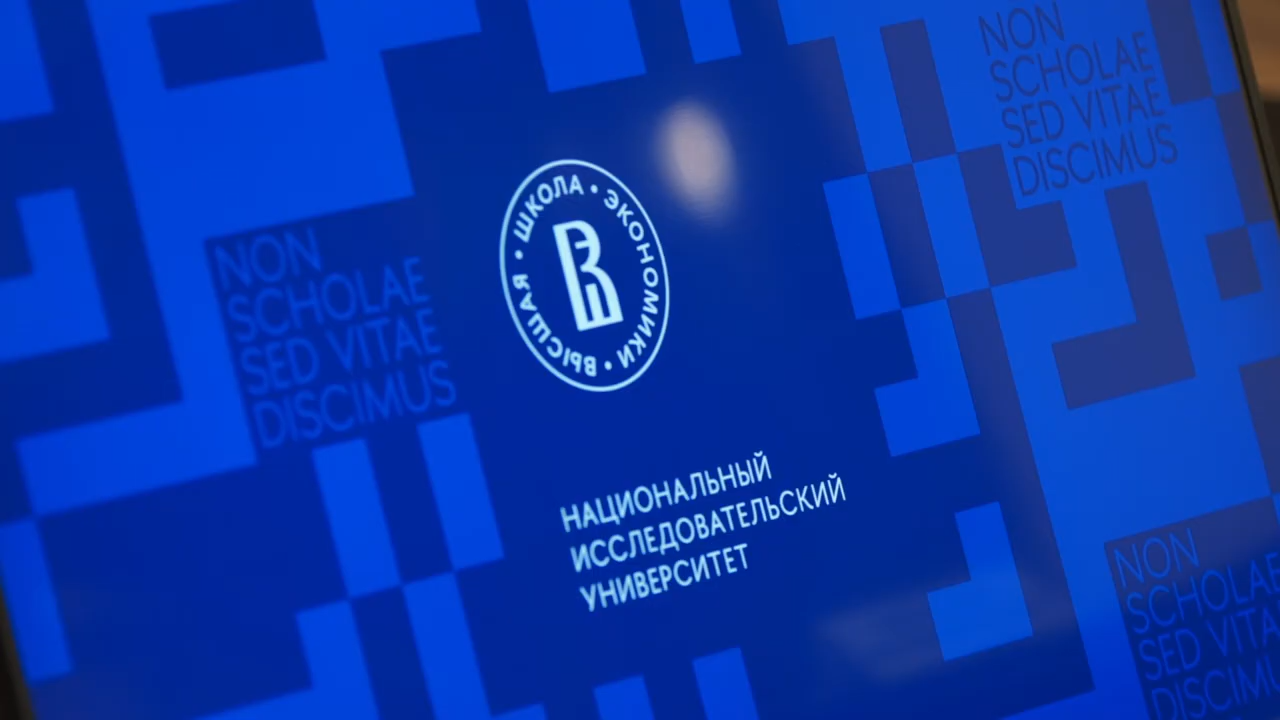 NON
SCHOLAE
SED VITAE
DISCIMUS
NON
SCHOLAE
SED VITAE
DISCIMUS
ВЫСШАЯ • ШКОЛА • ЭКОНОМИКИ •
НАЦИОНАЛЬНЫЙ
ИССЛЕДОВАТЕЛЬСКИЙ
УНИВЕРСИТЕТ
NON
SCHOLAE
SED VITAE
DISCIMUS